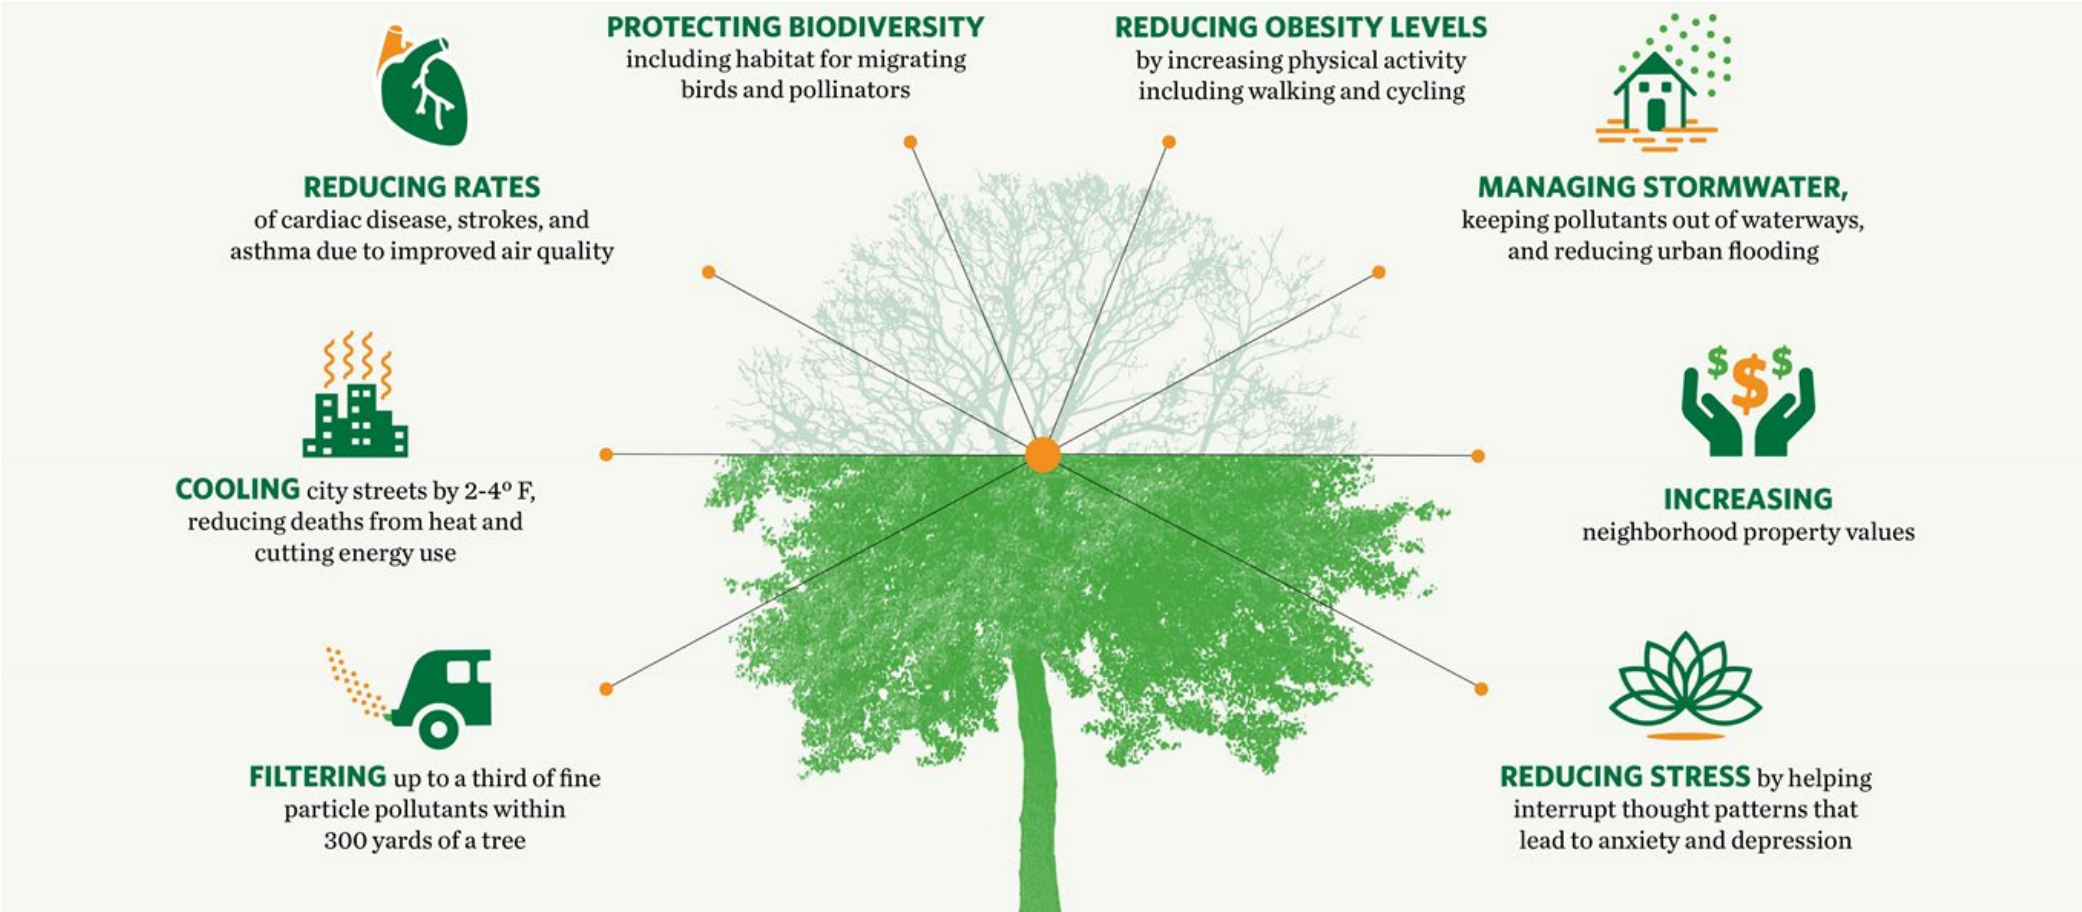 PROTECTING BIODIVERSITY
including habitat for migrating
birds and pollinators
REDUCING OBESITY LEVELS
by increasing physical activity
including walking and cycling
REDUCING RATES
of cardiac disease, strokes, and
asthma due to improved air quality
MANAGING STORMWATER,
keeping pollutants out of waterways,
and reducing urban flooding
COOLING city streets by 2-4º F,
reducing deaths from heat and
cutting energy use
$ $ $
INCREASING
neighborhood property values
FILTERING up to a third of fine
particle pollutants within
300 yards of a tree
REDUCING STRESS by helping
interrupt thought patterns that
lead to anxiety and depression